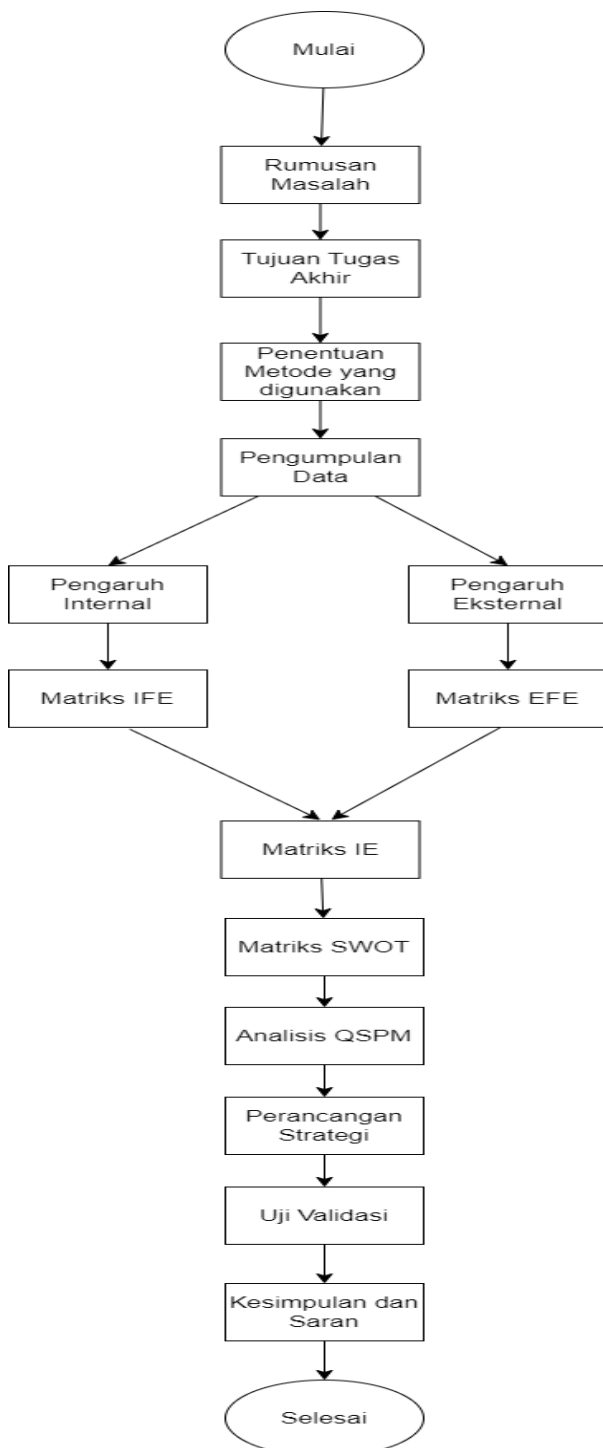 Mulai
Rumusan
Masalah
Tujuan Tugas
Akhir
Penentuan
Metode yang
digunakan
Pengumpulan
Data
Pengaruh
Internal
Pengaruh
Eksternal
Matriks IFE
Matriks EFE
Matriks IE
Matriks SWOT
Analisis QSPM
Perancangan
Strategi
Uji Validasi
Kesimpulan dan
Saran
Selesai